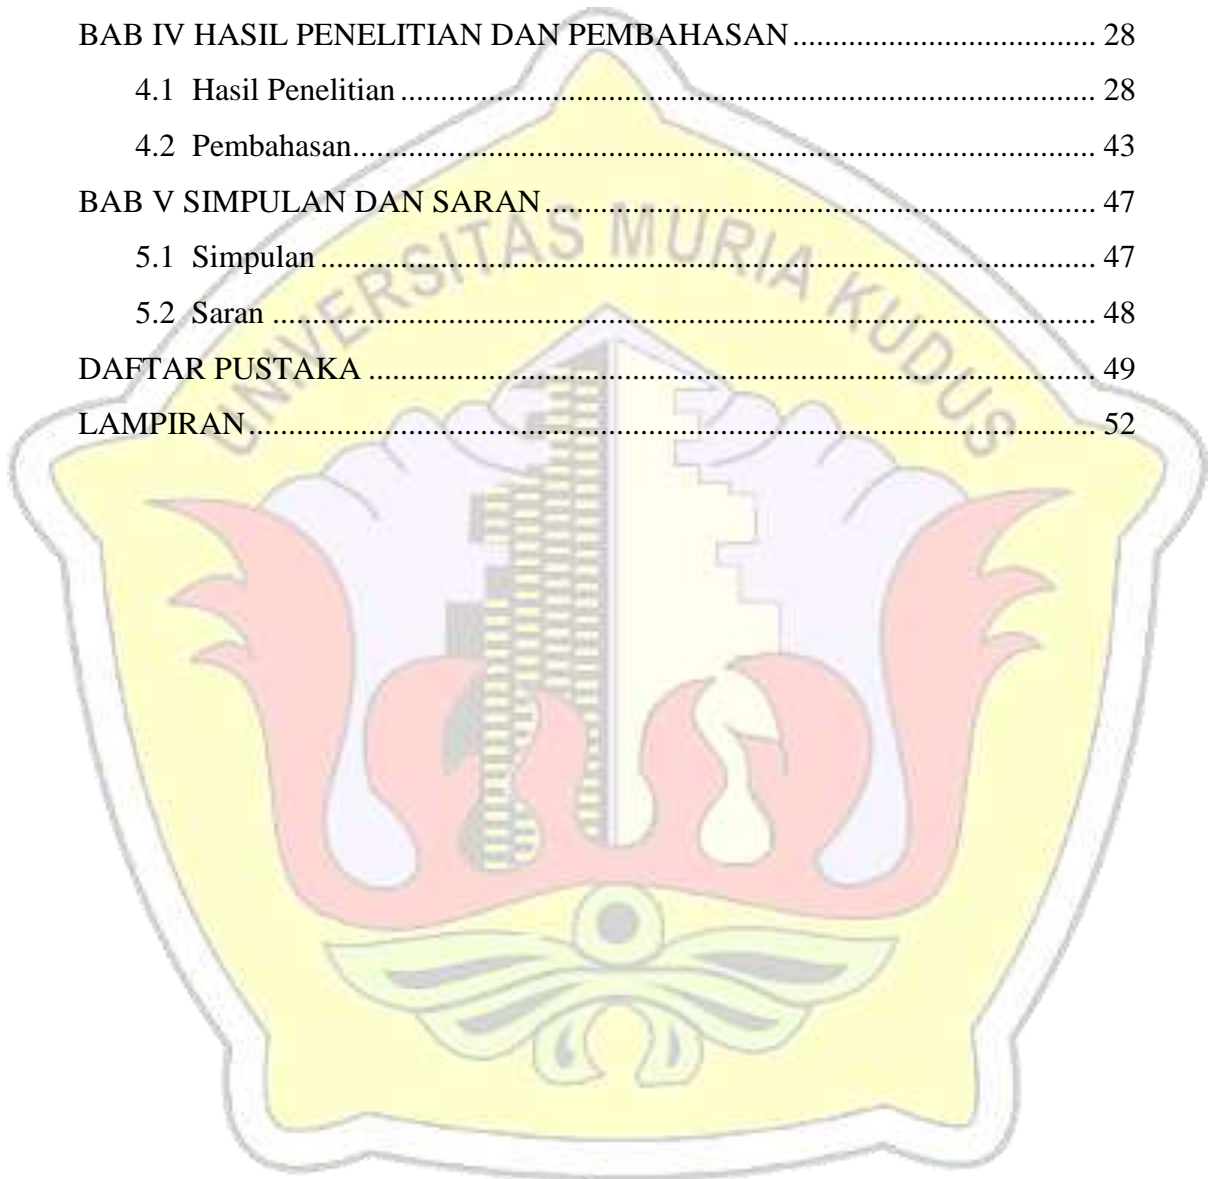 BAB IV HASIL PENELITIAN DAN PEMBAHASAN....................................... 28
4.1 Hasil Penelitian .......................................................................................... 28
4.2 Pembahasan................................................................................................ 43
BAB V SIMPULAN DAN SARAN....................................................................... 47
5.1 Simpulan .................................................................................................... 47
5.2 Saran .......................................................................................................... 48
DAFTAR PUSTAKA .............................................................................................. 49
LAMPIRAN............................................................................................................. 52
UNIVERSITAS MURIA KUDUS